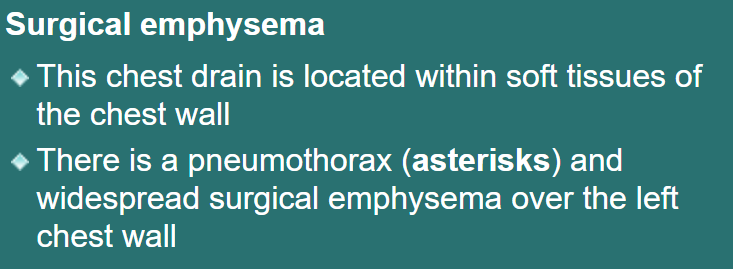 Surgical emphysema
This chest drain is located within soft tissues of
the chest wall
There is a pneumothorax (asterisks) and
widespread surgical emphysema over the left
chest wall